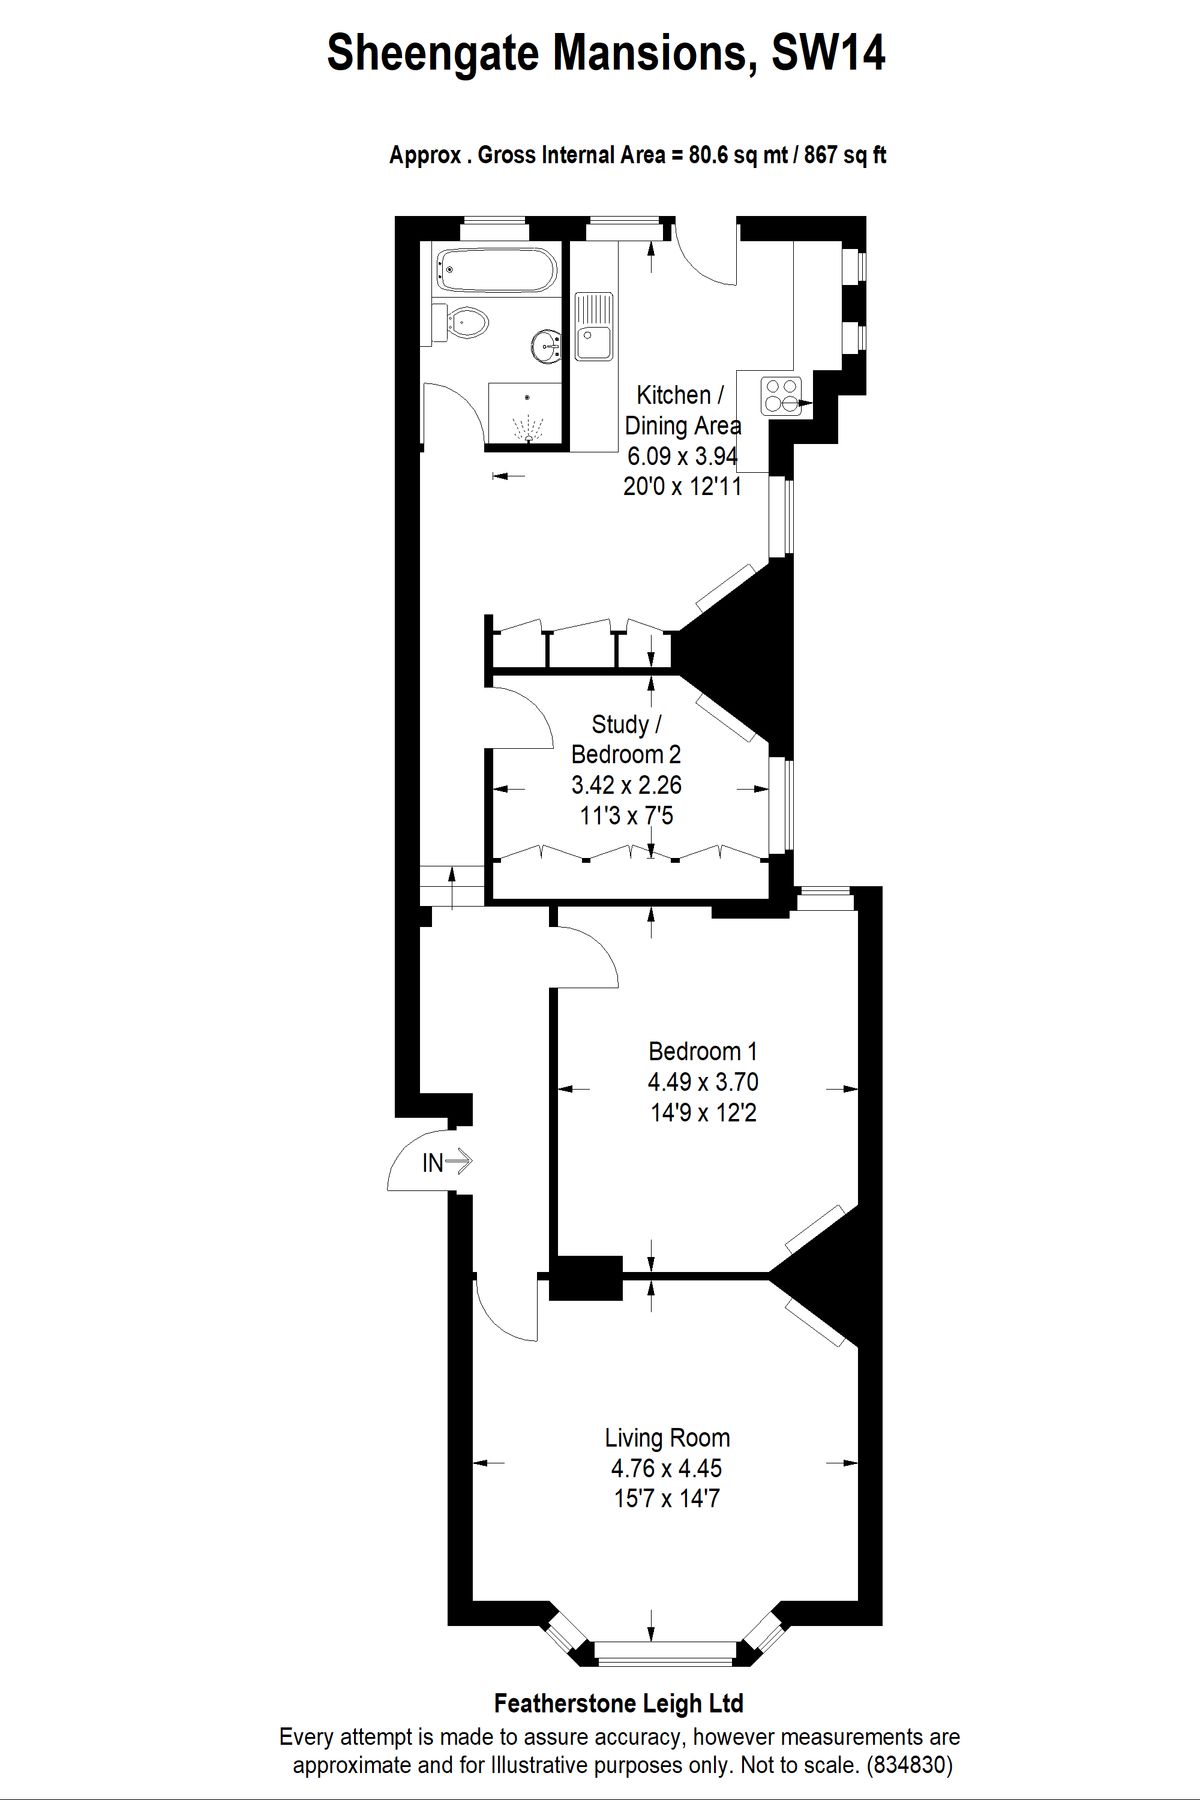 Sheengate Mansions, SW14
Approx . Gross Internal Area = 80.6 sq mt / 867 sq ft
Kitchen /
Dining Area
6.09 x 3.94
20'0 x 12'11
Study /
Bedroom 2
3.42 x 2.26
11'3 x 7'5
Bedroom 1
4.49 x 3.70
14'9 x 12'2
IN
Living Room
4.76 x 4.45
15'7 x 14'7
Featherstone Leigh Ltd
Every attempt is made to assure accuracy, however measurements are
approximate and for Illustrative purposes only. Not to scale. (834830)